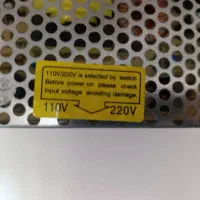 110V/220V is selected by switch
Before power on please check
input voltage avoiding damage.
110V 220V